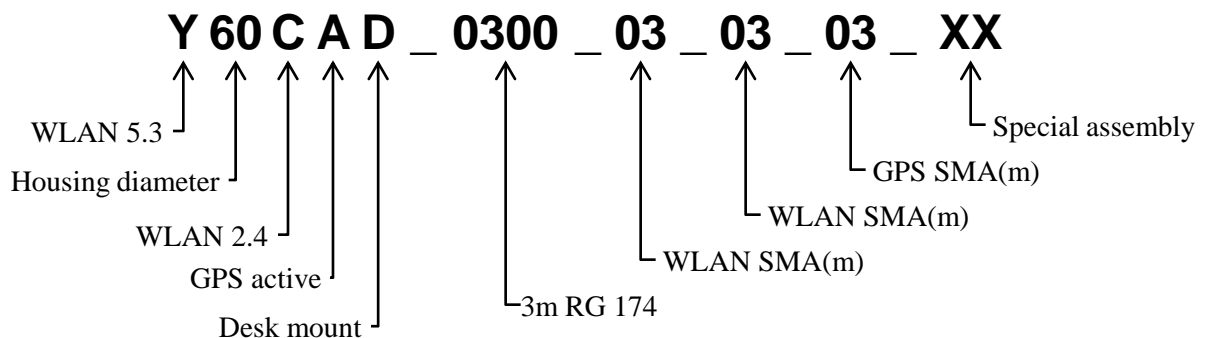 Y 60 C A D _ 0300 _ 03 _ 03 _ 03 _ XX
WLAN 5.3
Special assembly
Housing diameter
GPS SMA(m)
WLAN 2.4
WLAN SMA(m)
GPS active
WLAN SMA(m)
Desk mount
3m RG 174